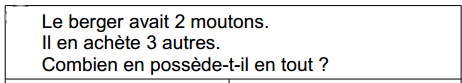 Le berger avait 2 moutons.
Il en achète 3 autres.
Combien en possède-t-il en tout ?